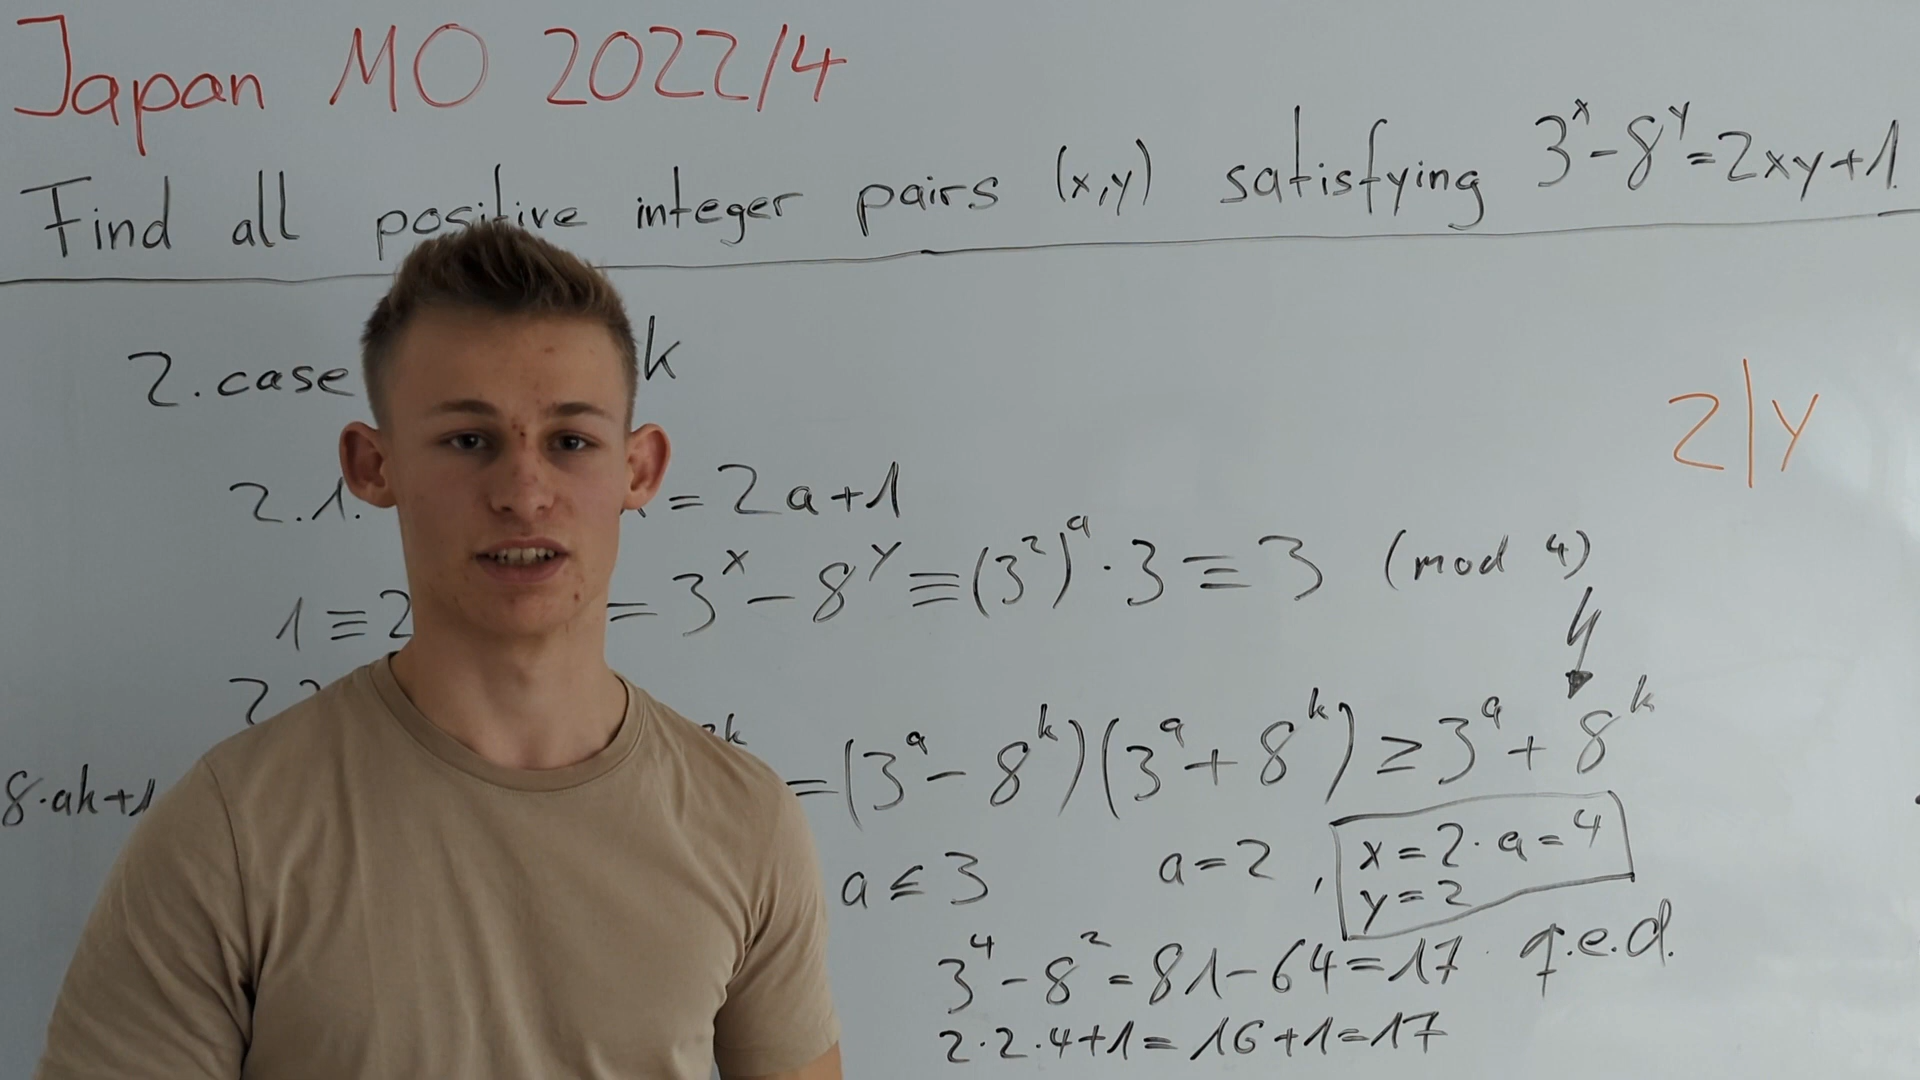 Japan MO 2022/4
Find all positive integer pairs (x,y) satisfying 3^x-8^y=2xy+1
2.case k
2|y
2.1. =2a+1
1≡2 =3^x-8^y≡(3^2)^a·3≡3 (mod 4)
8·ak+1 =(3^a-8^k)(3^a+8^k)≥3^a+8^k
a≤3 a=2, x=2·a=4
y=2
3^4-8^2=81-64=17 q.e.d.
2·2·4+1=16+1=17